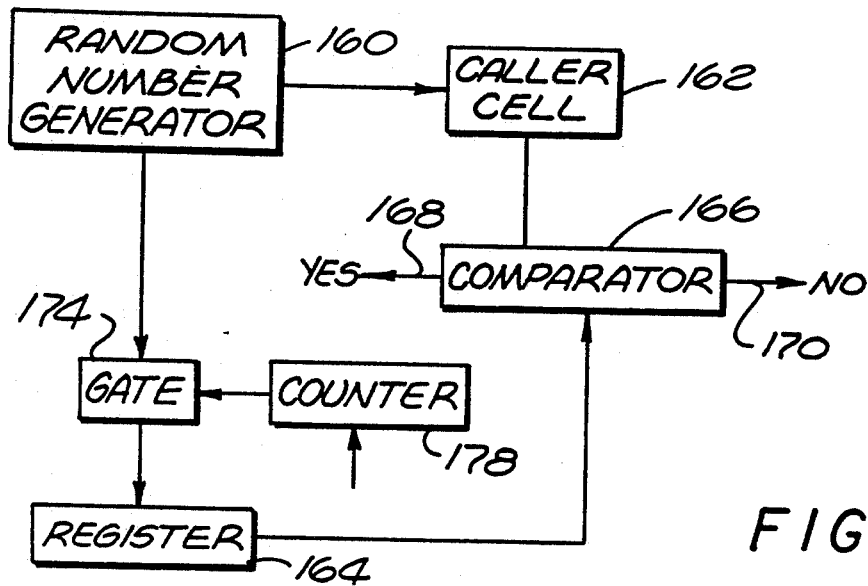 RANDOM
NUMBER
GENERATOR
160
CALLER
CELL
162
168
166
YES
COMPARATOR
NO
170
174
GATE
COUNTER
178
REGISTER
164
FIG